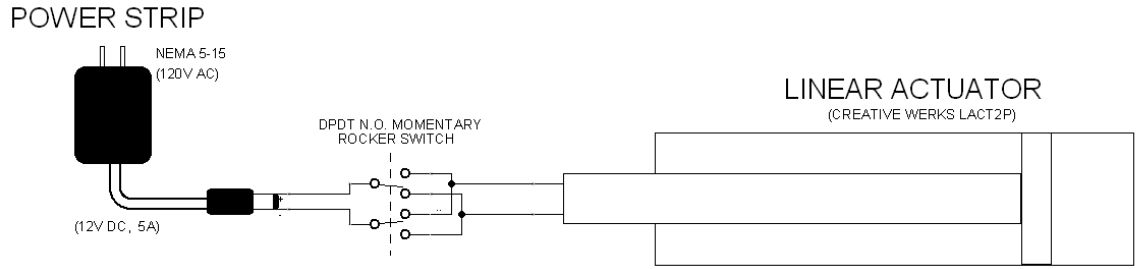 POWER STRIP
NEMA 5-15
(120V AC)
LINEAR ACTUATOR
(CREATIVE WERKS LACT2P)
DPDT N.O. MOMENTARY
ROCKER SWITCH
+
-
(12V DC, 5A)